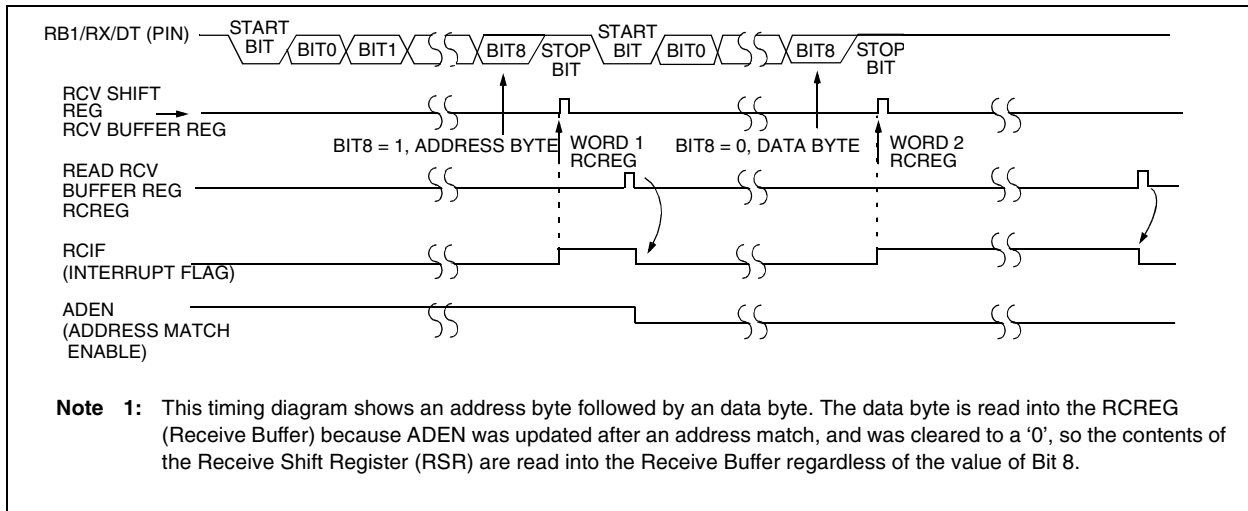 RB1/RX/DT (PIN)
START
BIT
BIT0
BIT1
BIT8
STOP
BIT
START
BIT
BIT0
BIT8
STOP
BIT
RCV SHIFT
REG
RCV BUFFER REG
BIT8 = 1, ADDRESS BYTE
WORD 1
RCREG
BIT8 = 0, DATA BYTE
WORD 2
RCREG
READ RCV
BUFFER REG
RCREG
RCIF
(INTERRUPT FLAG)
ADEN
(ADDRESS MATCH
ENABLE)
Note 1: This timing diagram shows an address byte followed by an data byte. The data byte is read into the RCREG
(Receive Buffer) because ADEN was updated after an address match, and was cleared to a ‘0’, so the contents of
the Receive Shift Register (RSR) are read into the Receive Buffer regardless of the value of Bit 8.